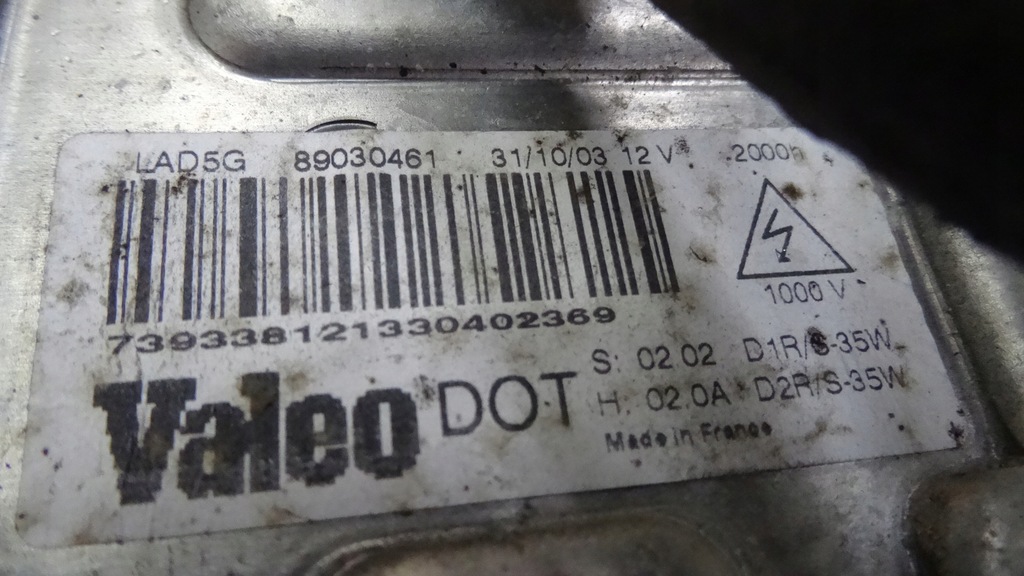 LAD5G 89030461 31/10/03 12 V 2000h
1000 V
739338121330402369
Valeo DOT
S: 02 02 D1R/S-35W
H: 02.0A D2R/S-35W
Made in France